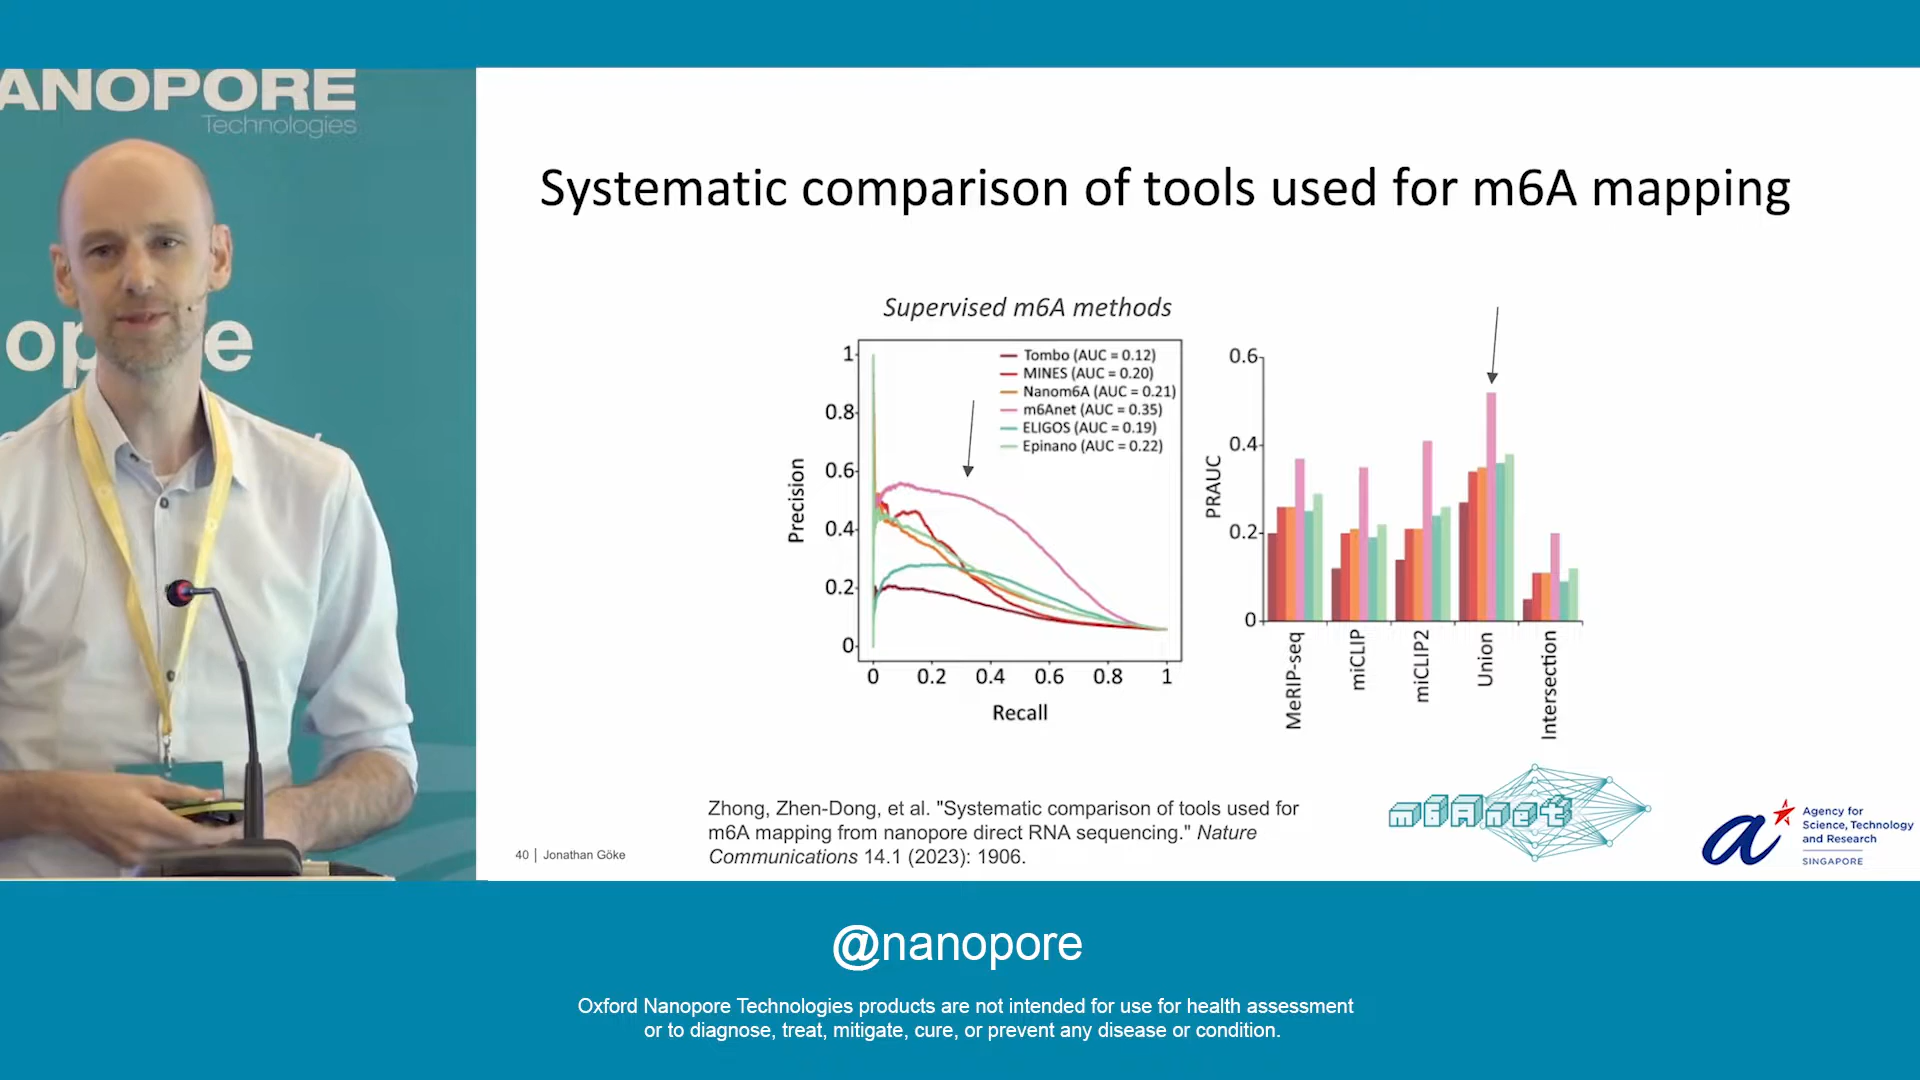 ANOPORE
Technologies
op e
Systematic comparison of tools used for m6A mapping
Supervised m6A methods
1
0.8
0.6
0.4
0.2
0
Precision
Tombo (AUC = 0.12)
MINES (AUC = 0.20)
Nanom6A (AUC = 0.21)
m6Anet (AUC = 0.35)
ELIGOS (AUC = 0.19)
Epinano (AUC = 0.22)
0 0.2 0.4 0.6 0.8 1
Recall
0.6
0.4
0.2
0
PRAUC
MeRIP-seq
miCLIP
miCLIP2
Union
Intersection
Zhong, Zhen-Dong, et al. "Systematic comparison of tools used for
m6A mapping from nanopore direct RNA sequencing." Nature
Communications 14.1 (2023): 1906.
40 | Jonathan Göke
m6Anet
Agency for
Science, Technology
and Research
SINGAPORE
@nanopore
Oxford Nanopore Technologies products are not intended for use for health assessment
or to diagnose, treat, mitigate, cure, or prevent any disease or condition.